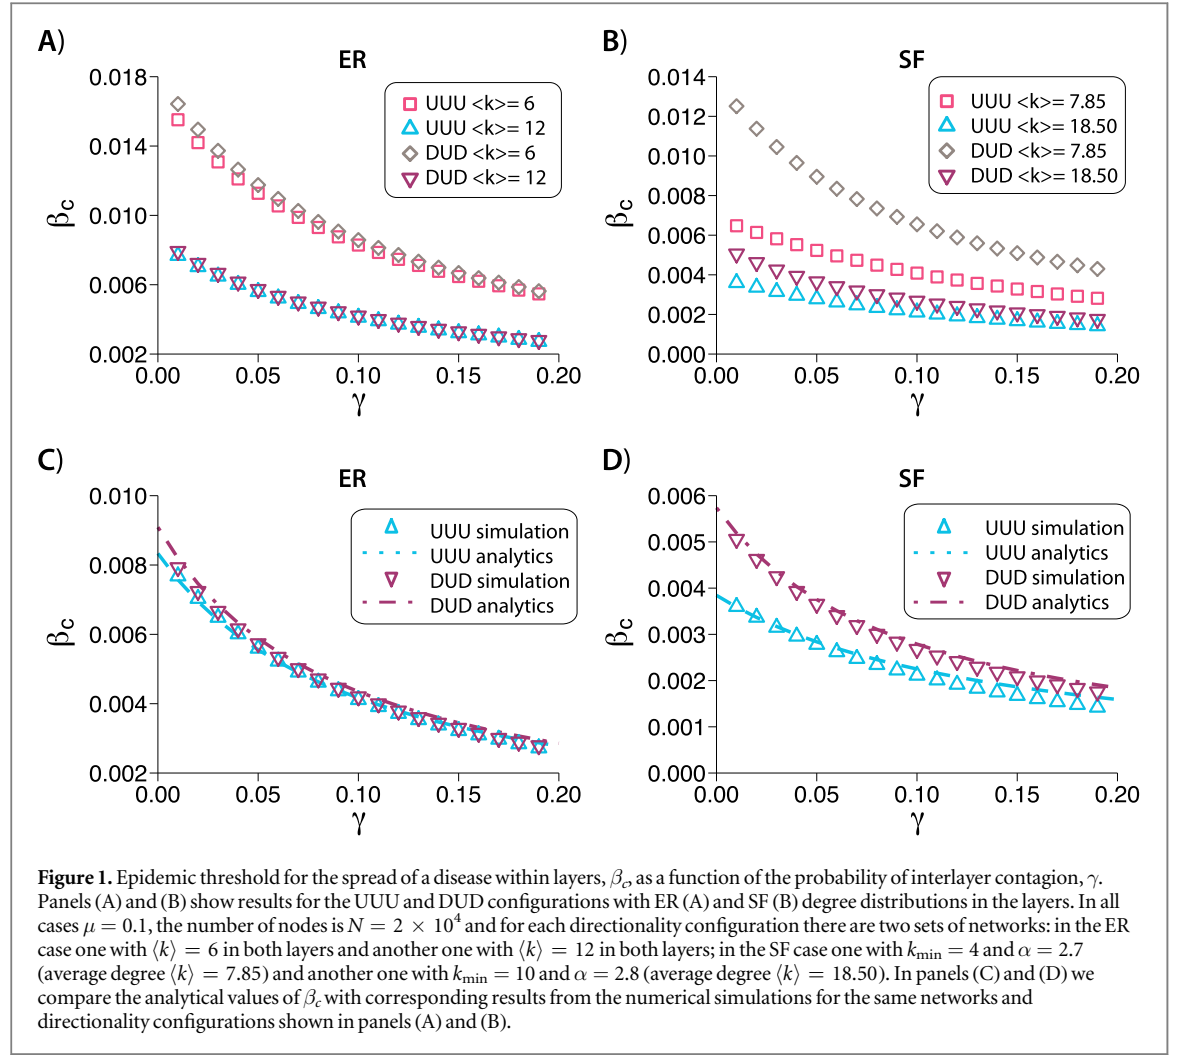 A)
ER
0.018
0.014
0.010
0.006
0.002
βc
UUU <k>= 6
UUU <k>= 12
DUD <k>= 6
DUD <k>= 12
0.00 0.05 0.10 0.15 0.20
γ
B)
SF
0.014
0.012
0.010
0.008
0.006
0.004
0.002
0.000
βc
UUU <k>= 7.85
UUU <k>= 18.50
DUD <k>= 7.85
DUD <k>= 18.50
0.00 0.05 0.10 0.15 0.20
γ
C)
ER
0.010
0.008
0.006
0.004
0.002
βc
UUU simulation
UUU analytics
DUD simulation
DUD analytics
0.00 0.05 0.10 0.15 0.20
γ
D)
SF
0.006
0.005
0.004
0.003
0.002
0.001
0.000
βc
UUU simulation
UUU analytics
DUD simulation
DUD analytics
0.00 0.05 0.10 0.15 0.20
γ
Figure 1. Epidemic threshold for the spread of a disease within layers, βc, as a function of the probability of interlayer contagion, γ.
Panels (A) and (B) show results for the UUU and DUD configurations with ER (A) and SF (B) degree distributions in the layers. In all
cases μ = 0.1, the number of nodes is N = 2 × 10⁴ and for each directionality configuration there are two sets of networks: in the ER
case one with ⟨k⟩ = 6 in both layers and another one with ⟨k⟩ = 12 in both layers; in the SF case one with kmin = 4 and α = 2.7
(average degree ⟨k⟩ = 7.85) and another one with kmin = 10 and α = 2.8 (average degree ⟨k⟩ = 18.50). In panels (C) and (D) we
compare the analytical values of βc with corresponding results from the numerical simulations for the same networks and
directionality configurations shown in panels (A) and (B).